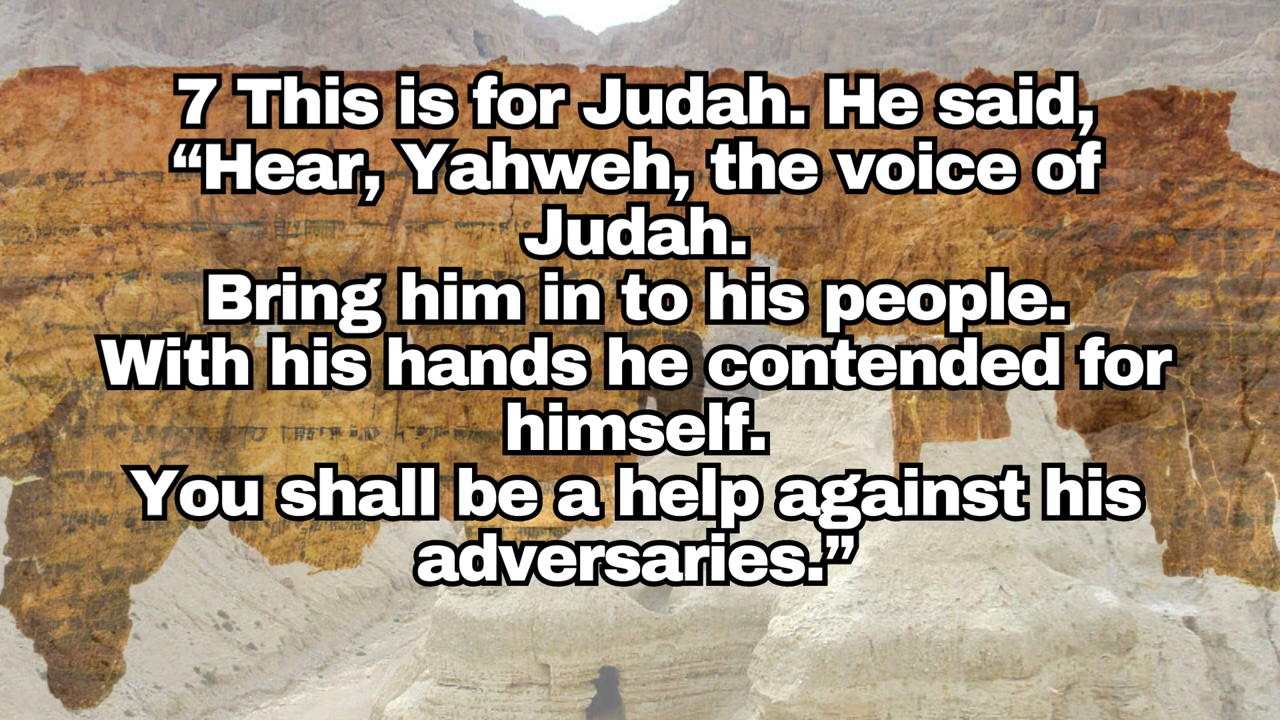 7 This is for Judah. He said,
“Hear, Yahweh, the voice of
Judah.
Bring him in to his people.
With his hands he contended for
himself.
You shall be a help against his
adversaries.”